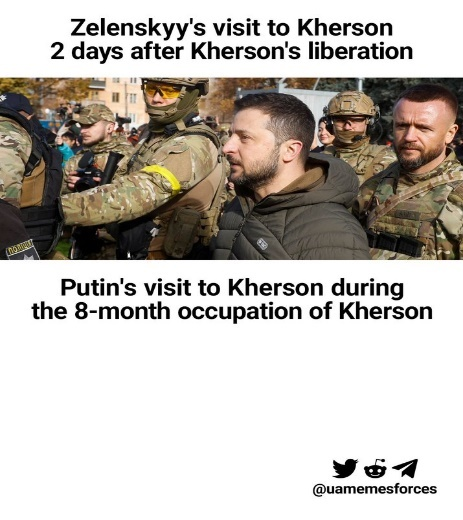 Zelenskyy's visit to Kherson
2 days after Kherson's liberation
Putin's visit to Kherson during
the 8-month occupation of Kherson
@uamemesforces